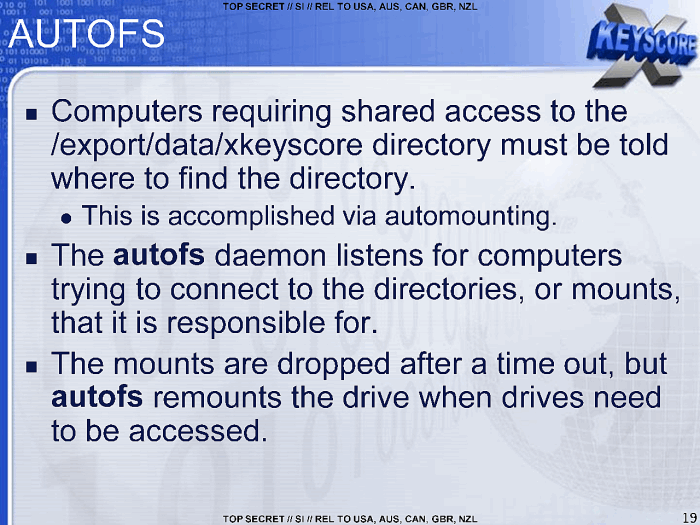 TOP SECRET // SI // REL TO USA, AUS, CAN, GBR, NZL
AUTOFS
XKEYSCORE
■ Computers requiring shared access to the
/export/data/xkeyscore directory must be told
where to find the directory.
● This is accomplished via automounting.
■ The autofs daemon listens for computers
trying to connect to the directories, or mounts,
that it is responsible for.
■ The mounts are dropped after a time out, but
autofs remounts the drive when drives need
to be accessed.
TOP SECRET // SI // REL TO USA, AUS, CAN, GBR, NZL
19